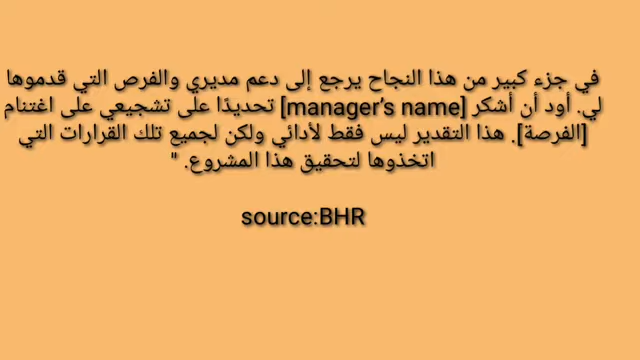 في جزء كبير من هذا النجاح يرجع إلى دعم مديري والفرص التي قدموها
لي. أود أن أشكر [manager’s name] تحديدًا على تشجيعي على اغتنام
[الفرصة]. هذا التقدير ليس فقط لأدائي ولكن لجميع تلك القرارات التي
اتخذوها لتحقيق هذا المشروع. "
source:BHR